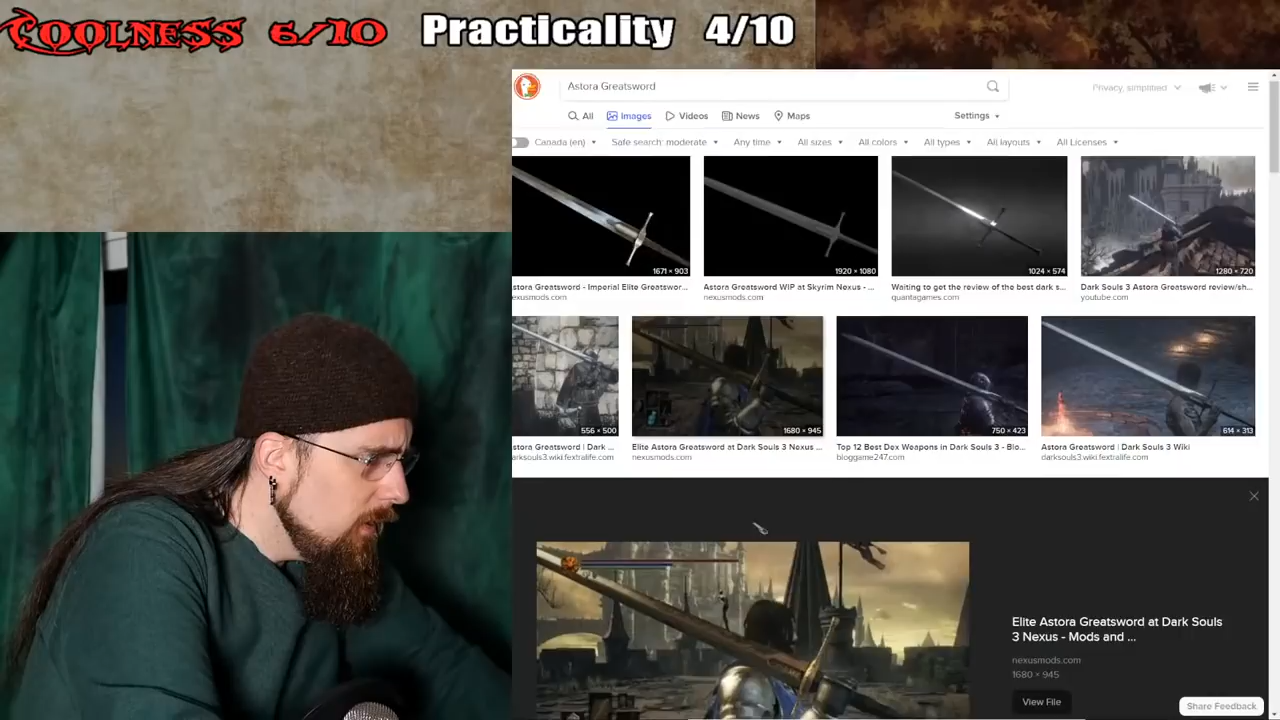 COOLNESS 6/10
Practicality 4/10
Astora Greatsword
Privacy, simplified
All
Images
Videos
News
Maps
Settings
Canada (en)
Safe search: moderate
Any time
All sizes
All colors
All types
All layouts
All Licenses
1671 × 903
1920 × 1080
1024 × 574
1280 × 720
stora Greatsword - Imperial Elite Greatswor...
Astora Greatsword WIP at Skyrim Nexus - ...
Waiting to get the review of the best dark s...
Dark Souls 3 Astora Greatsword review/sh...
exusmods.com
nexusmods.com
quantagames.com
youtube.com
556 × 500
1680 × 945
750 × 423
614 × 313
stora Greatsword | Dark ...
Elite Astora Greatsword at Dark Souls 3 Nexus ...
Top 12 Best Dex Weapons in Dark Souls 3 - Blo...
Astora Greatsword | Dark Souls 3 Wiki
arksouls3.wiki.fextralife.com
nexusmods.com
bloggame247.com
darksouls3.wiki.fextralife.com
Elite Astora Greatsword at Dark Souls
3 Nexus - Mods and ...
nexusmods.com
1680 × 945
View File
Share Feedback